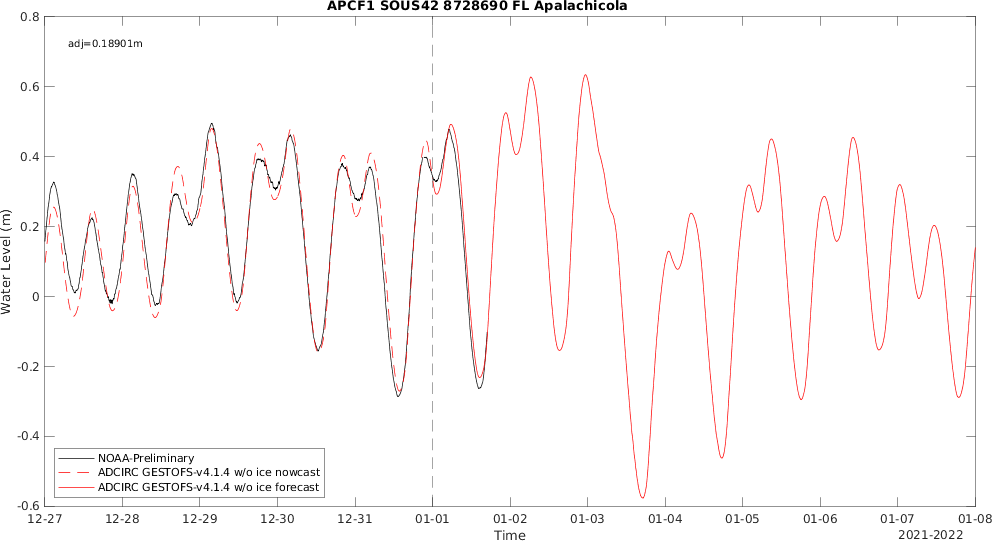 APCF1 SOUS42 8728690 FL Apalachicola
adj=0.18901m
Water Level (m)
0.8
0.6
0.4
0.2
0
-0.2
-0.4
-0.6
NOAA-Preliminary
ADCIRC GESTOFS-v4.1.4 w/o ice nowcast
ADCIRC GESTOFS-v4.1.4 w/o ice forecast
12-27 12-28 12-29 12-30 12-31 01-01 01-02 01-03 01-04 01-05 01-06 01-07 01-08
Time
2021-2022